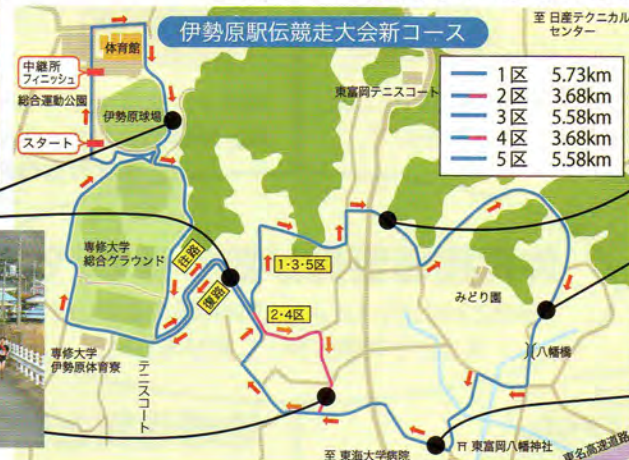 伊勢原駅伝競走大会新コース
至 日産テクニカル
センター
体育館
中継所
フィニッシュ
総合運動公園
伊勢原球場
スタート
東富岡テニスコート
1区 5.73km
2区 3.68km
3区 5.58km
4区 3.68km
5区 5.58km
専修大学
総合グラウンド
往路
復路
1・3・5区
2・4区
みどり園
八幡橋
専修大学
伊勢原体育寮
テニスコート
至 東海大学病院
東富岡八幡神社
東名高速道路